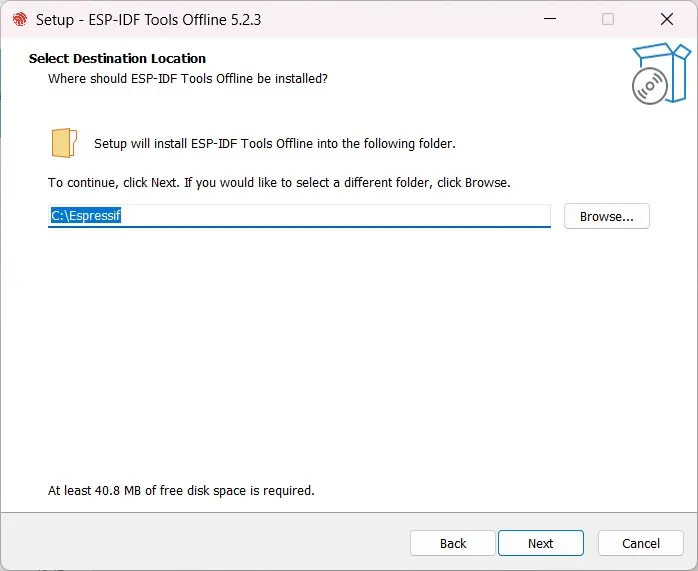 Setup - ESP-IDF Tools Offline 5.2.3
Select Destination Location
Where should ESP-IDF Tools Offline be installed?
Setup will install ESP-IDF Tools Offline into the following folder.
To continue, click Next. If you would like to select a different folder, click Browse.
C:\Espressif
Browse...
At least 40.8 MB of free disk space is required.
Back
Next
Cancel